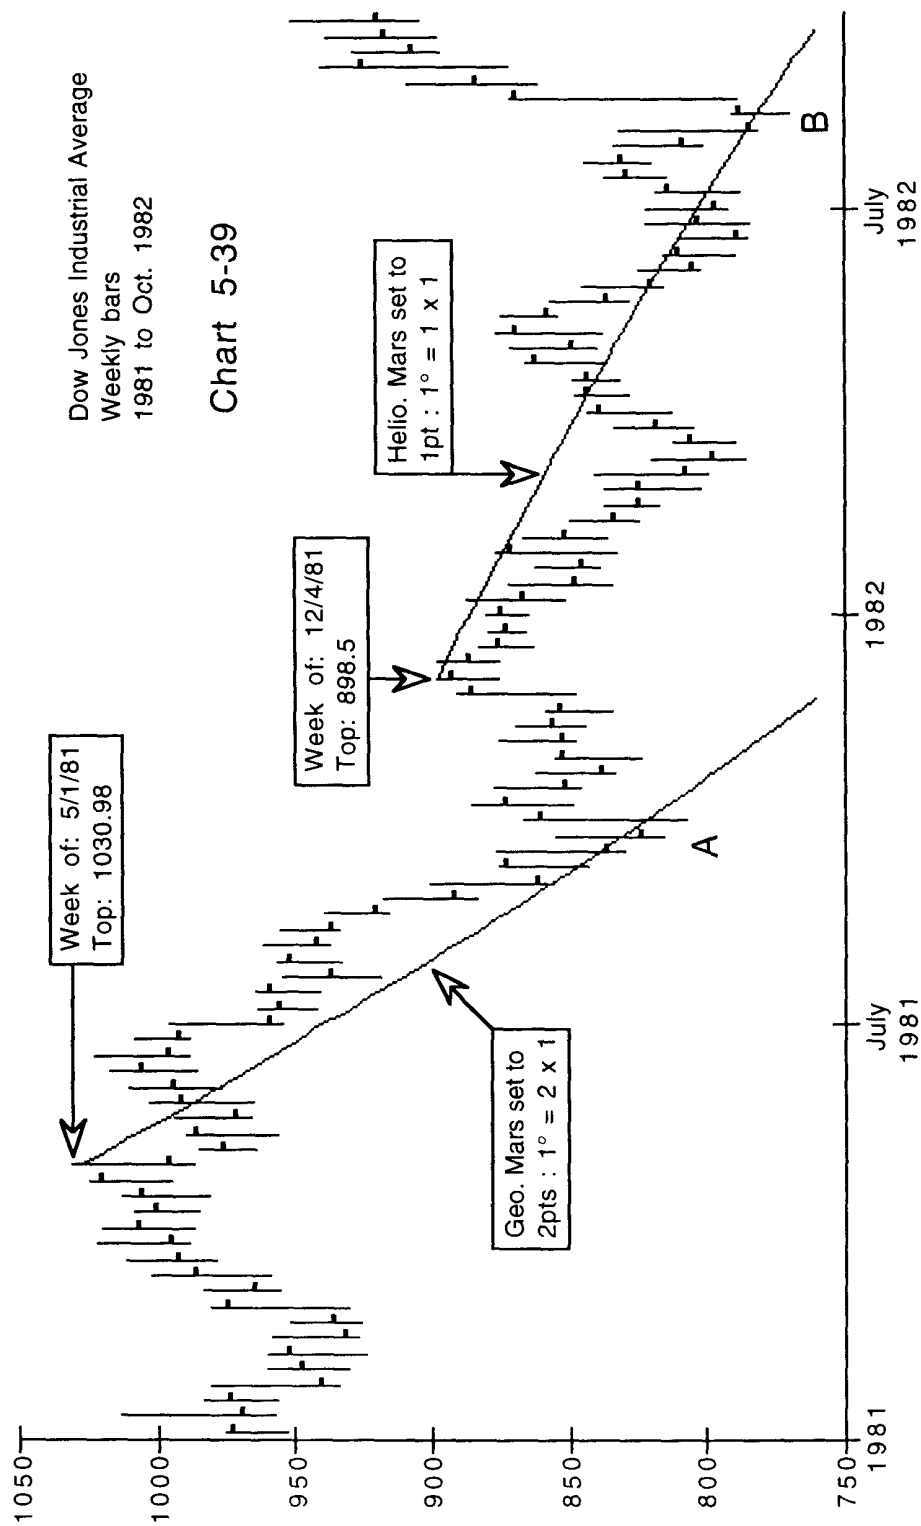 Dow Jones Industrial Average
Weekly bars
1981 to Oct. 1982
Chart 5-39
Week of: 5/1/81
Top: 1030.98
Week of: 12/4/81
Top: 898.5
Helio. Mars set to
1pt : 1° = 1 x 1
Geo. Mars set to
2pts : 1° = 2 x 1
A
B
1050
1000
950
900
850
800
750
1981
July
1981
1982
July
1982